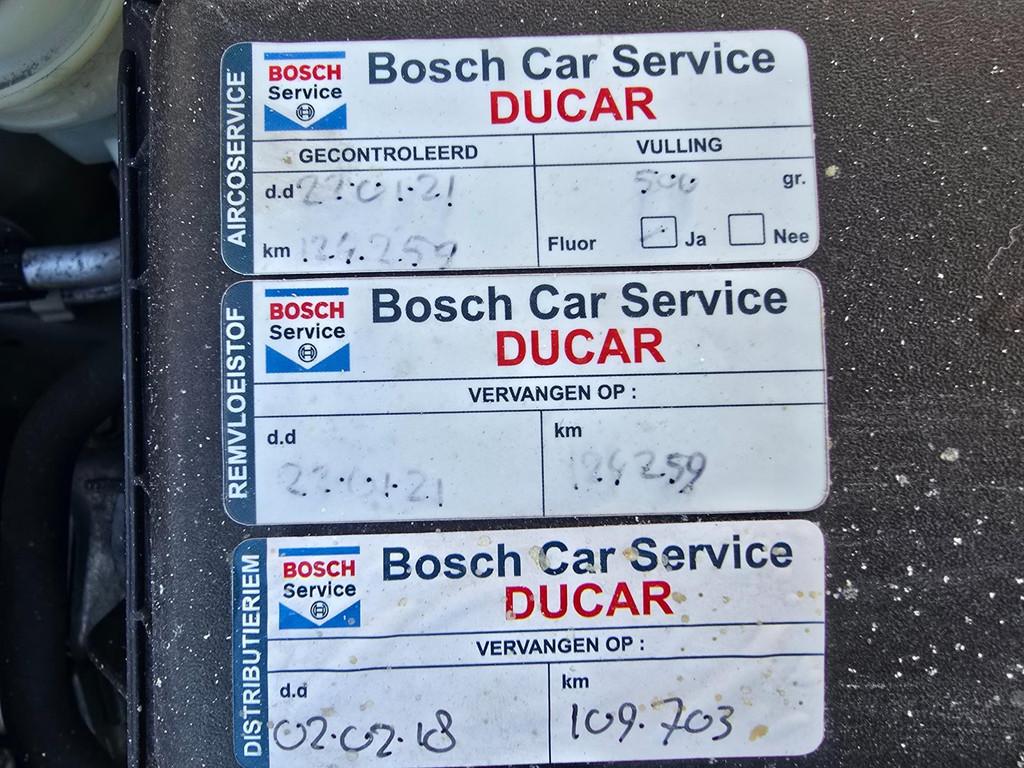 AIRCOSERVICE
BOSCH
Service
Bosch Car Service
DUCAR
GECONTROLEERD
VULLING
d.d 22.01.21
500 gr.
km 124.259
Fluor Ja Nee
REMVLOEISTOF
BOSCH
Service
Bosch Car Service
DUCAR
VERVANGEN OP :
d.d
km
22.01.21
124259
DISTRIBUTIERIEM
BOSCH
Service
Bosch Car Service
DUCAR
VERVANGEN OP :
d.d
km
02.02.18
109.703